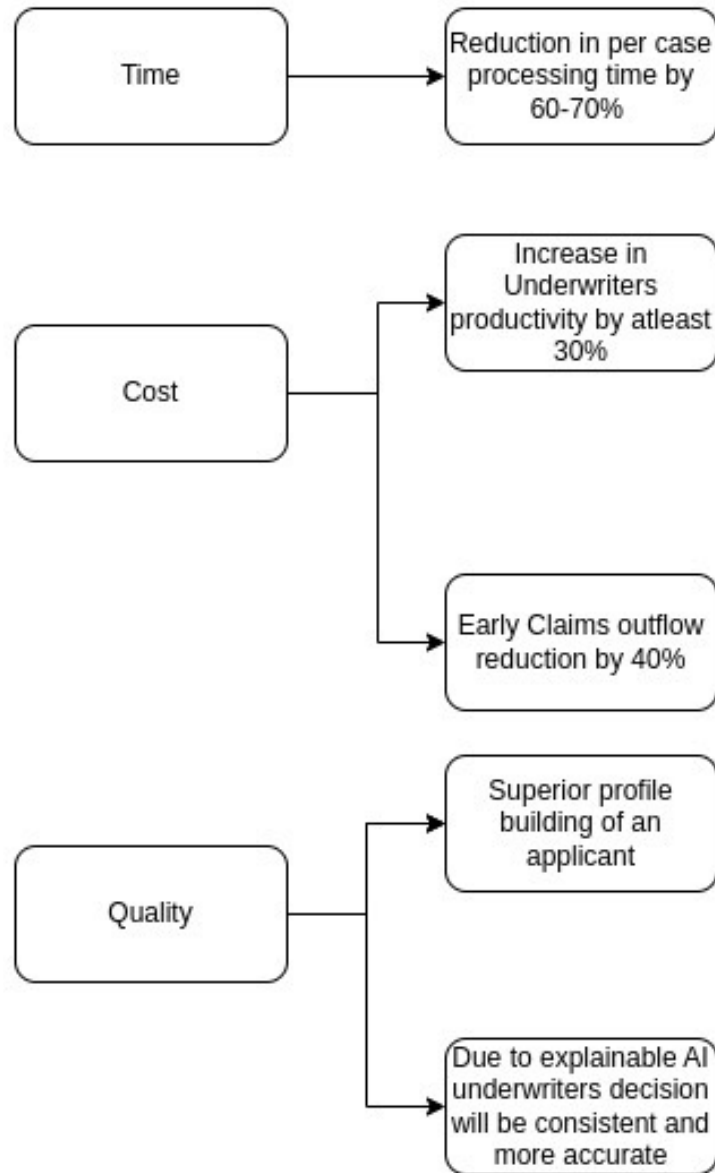 Time
Reduction in per case
processing time by
60-70%
Cost
Increase in
Underwriters
productivity by atleast
30%
Early Claims outflow
reduction by 40%
Quality
Superior profile
building of an
applicant
Due to explainable AI
underwriters decision
will be consistent and
more accurate